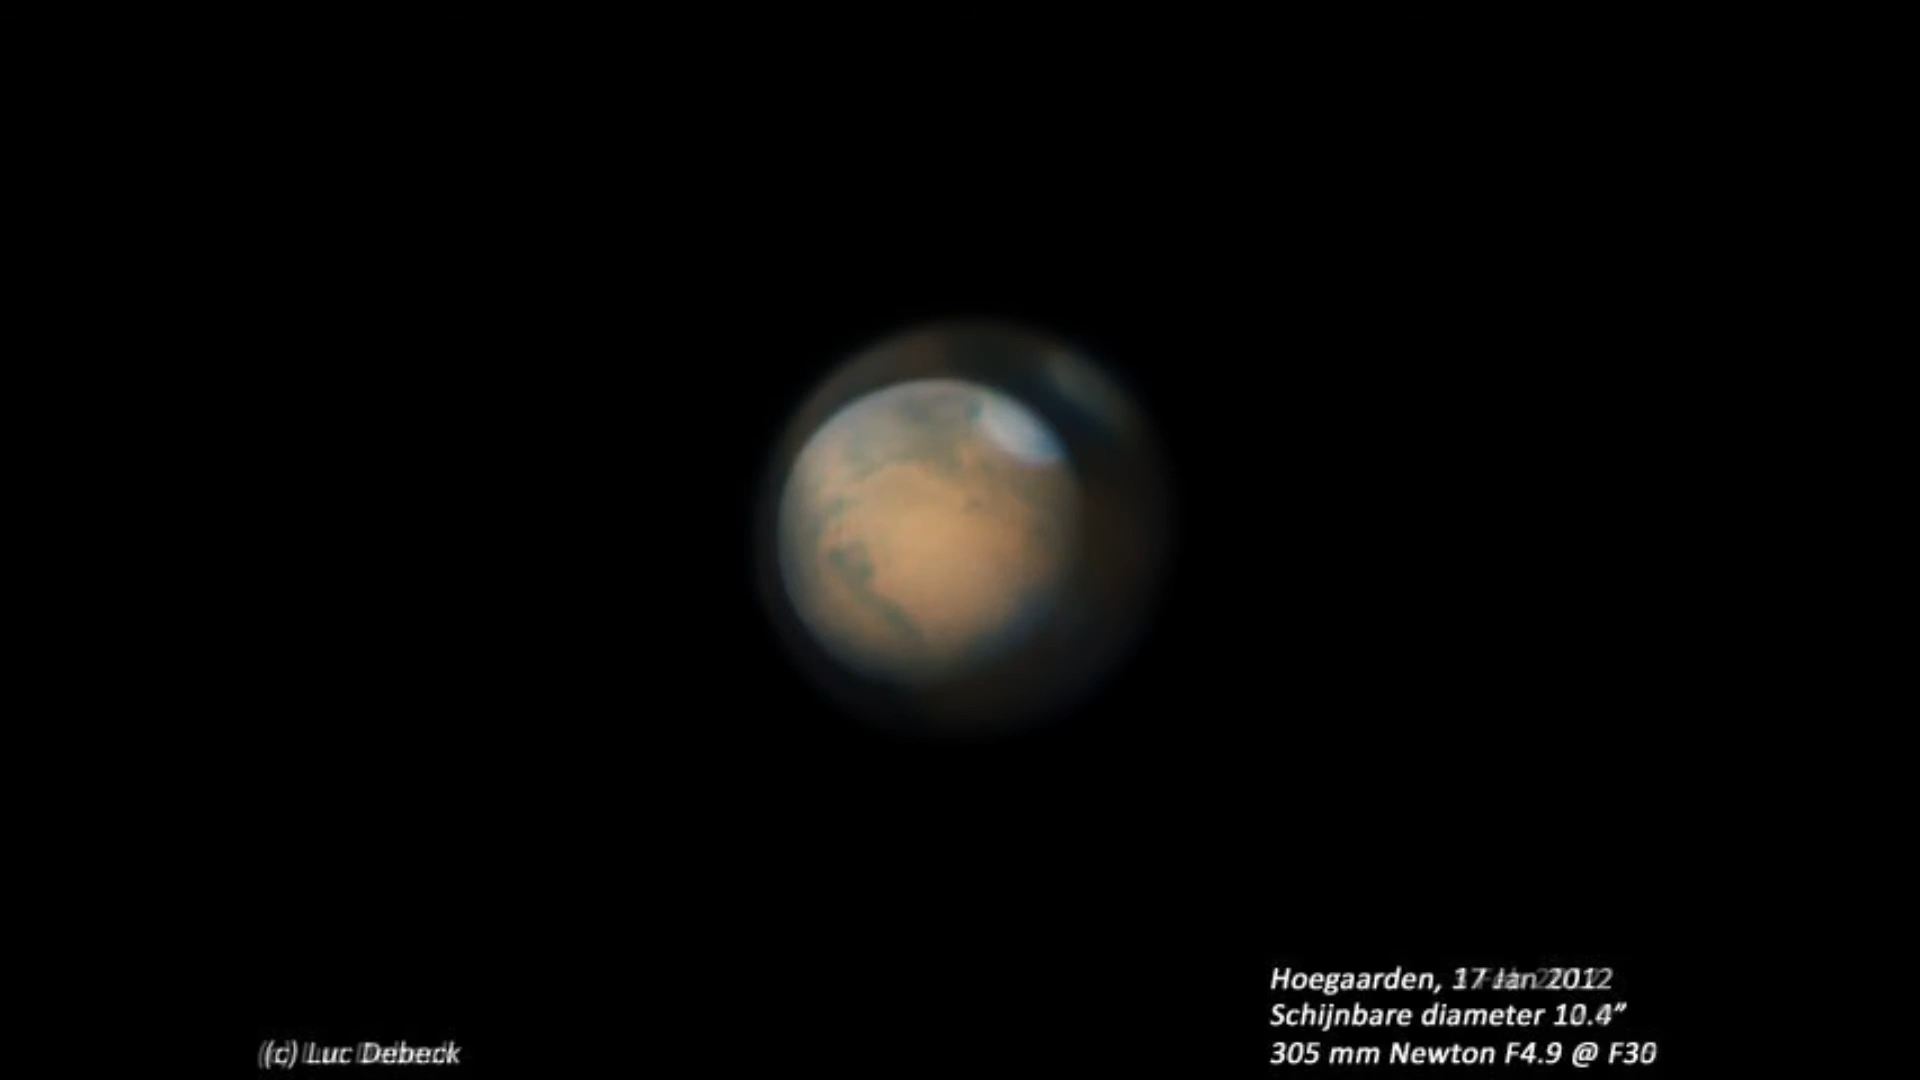 Hoegaarden, 17 Jan 2012
Schijnbare diameter 10.4”
(c) Luc Debeck
305 mm Newton F4.9 @ F30